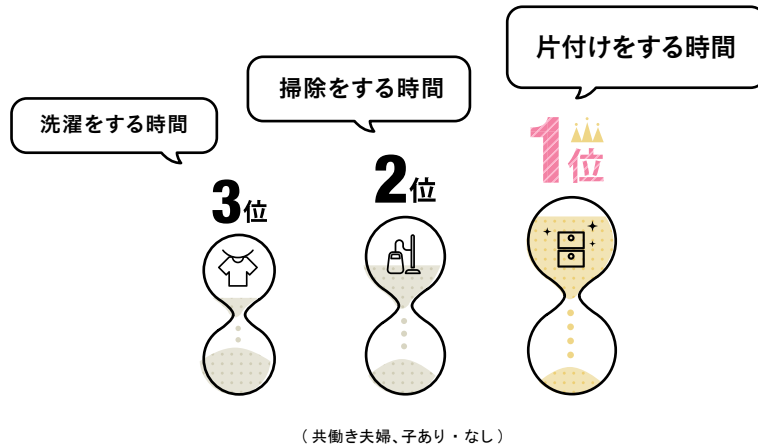 片付けをする時間
1位
掃除をする時間
2位
洗濯をする時間
3位
（共働き夫婦、子あり・なし）